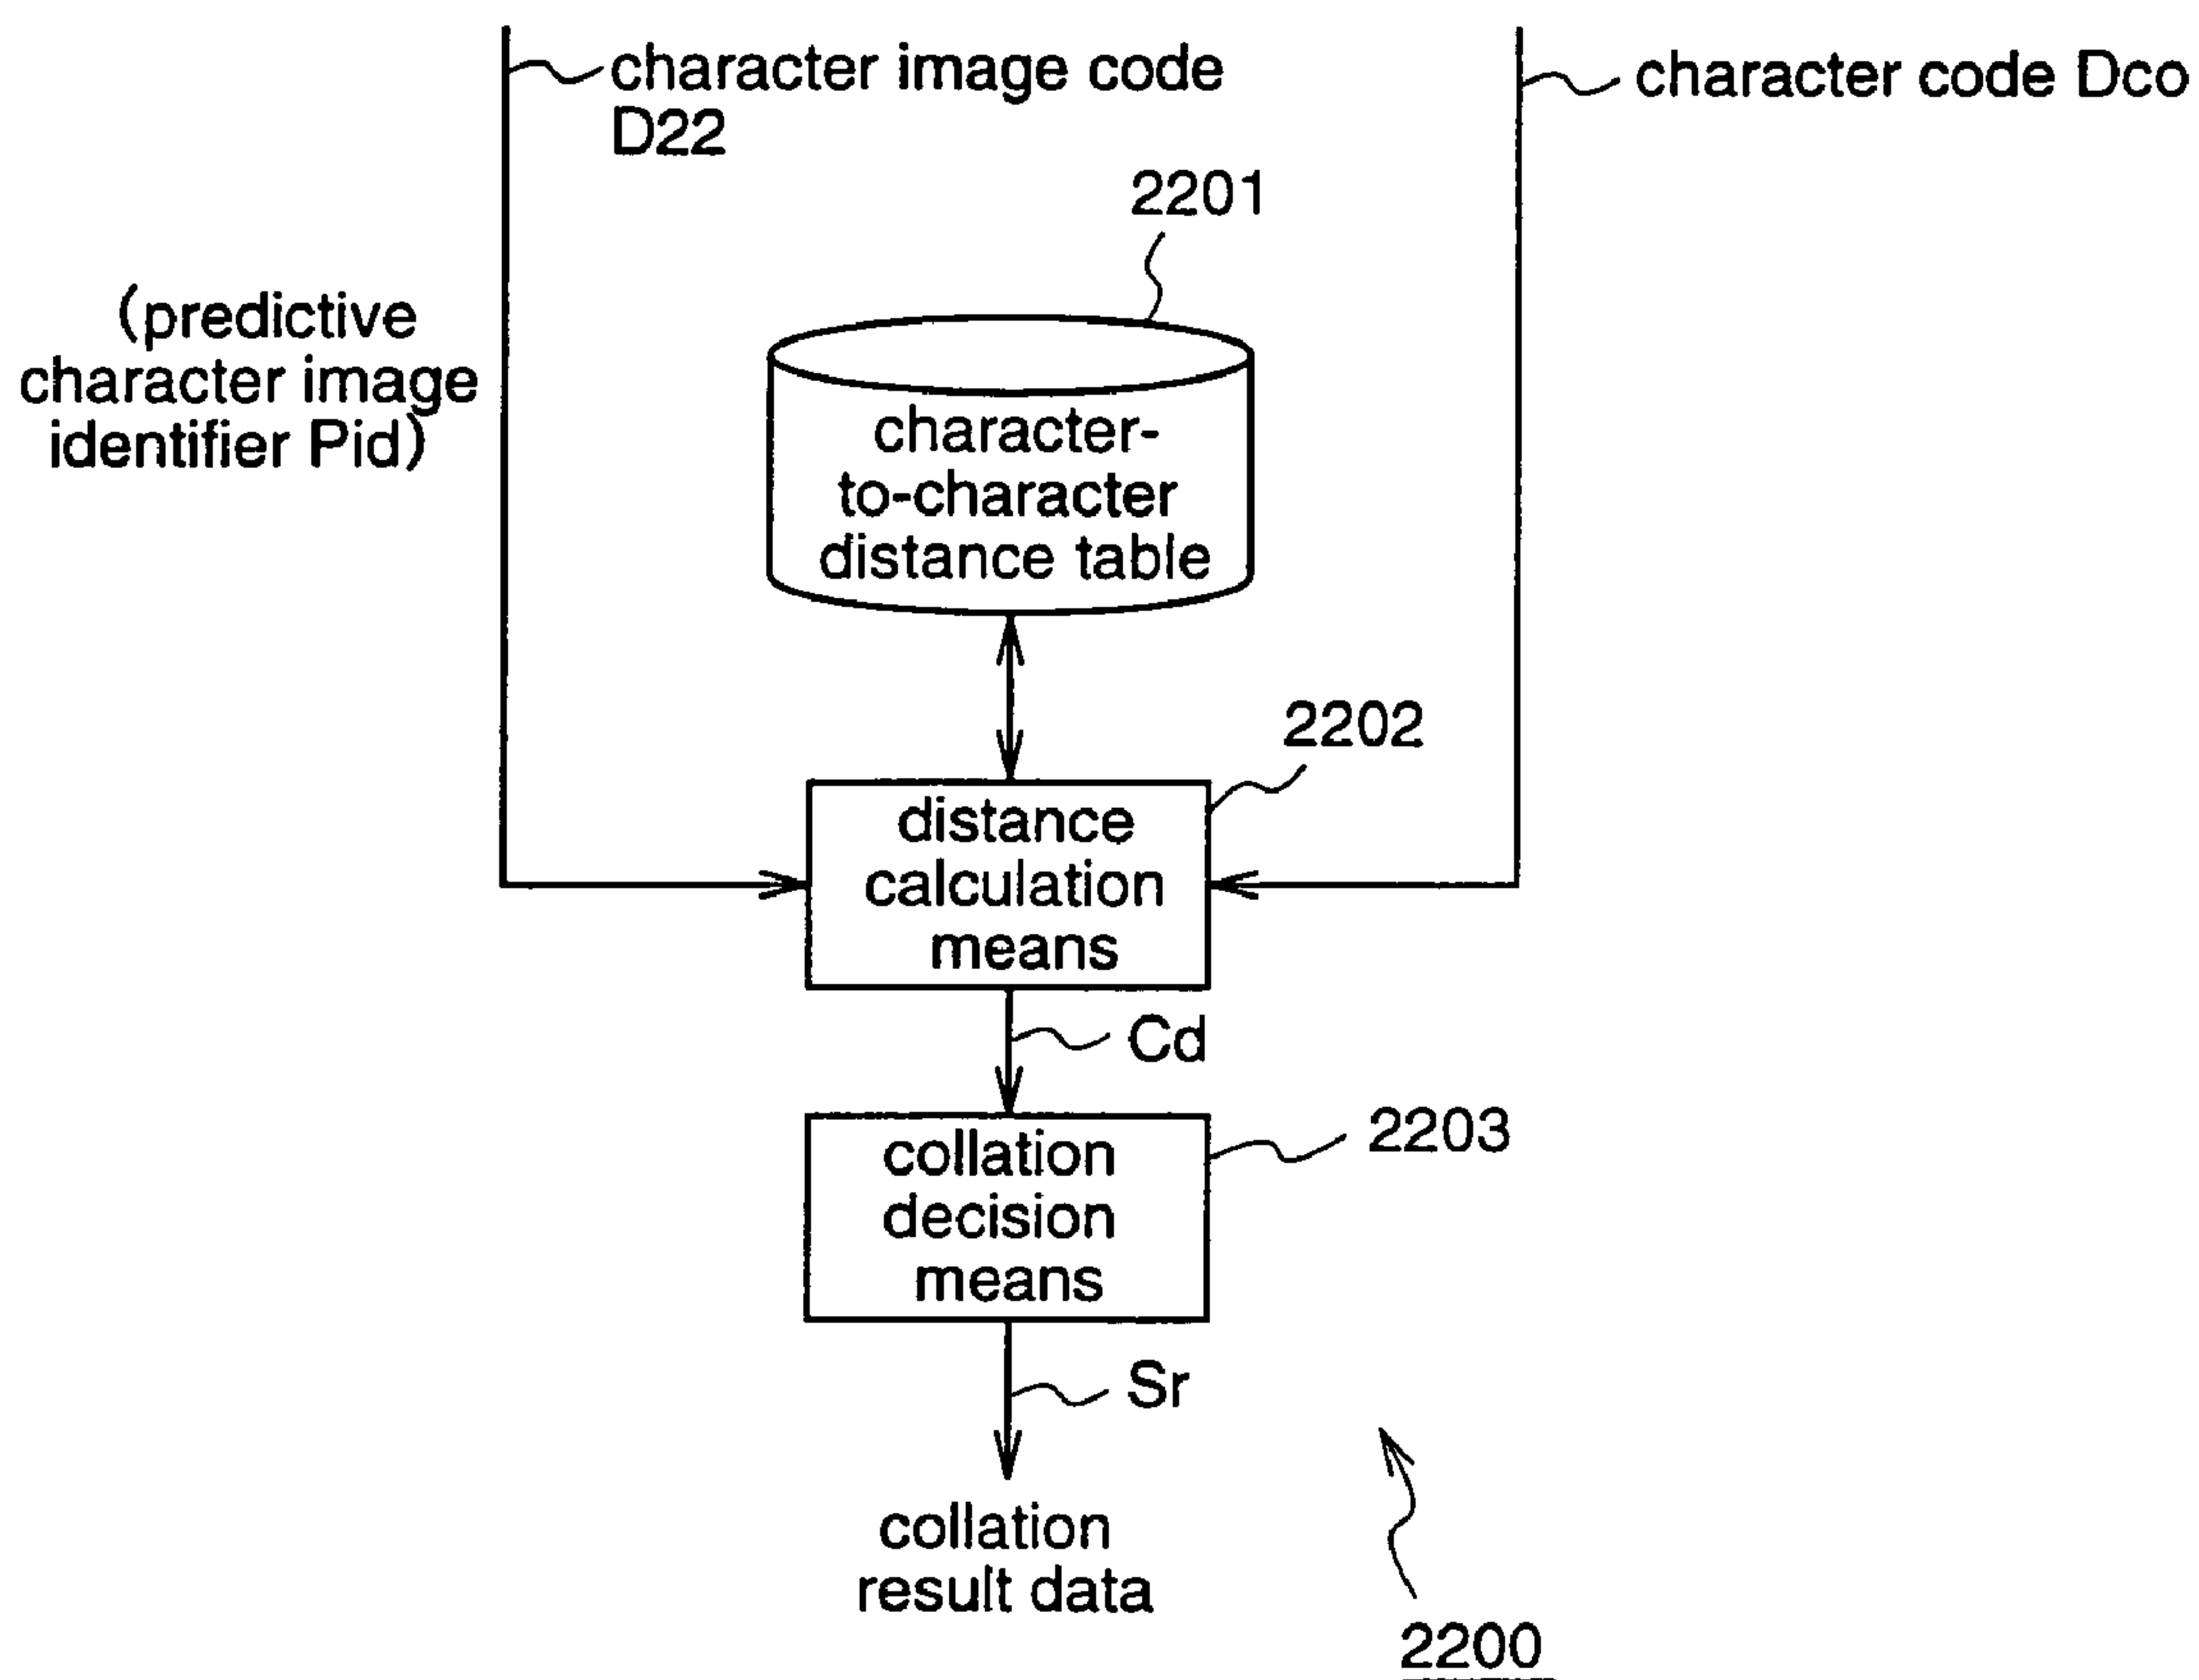 character image code
D22
character code Dco
2201
(predictive
character image
identifier Pid)
character-
to-character
distance table
2202
distance
calculation
means
Cd
2203
collation
decision
means
Sr
collation
result data
2200